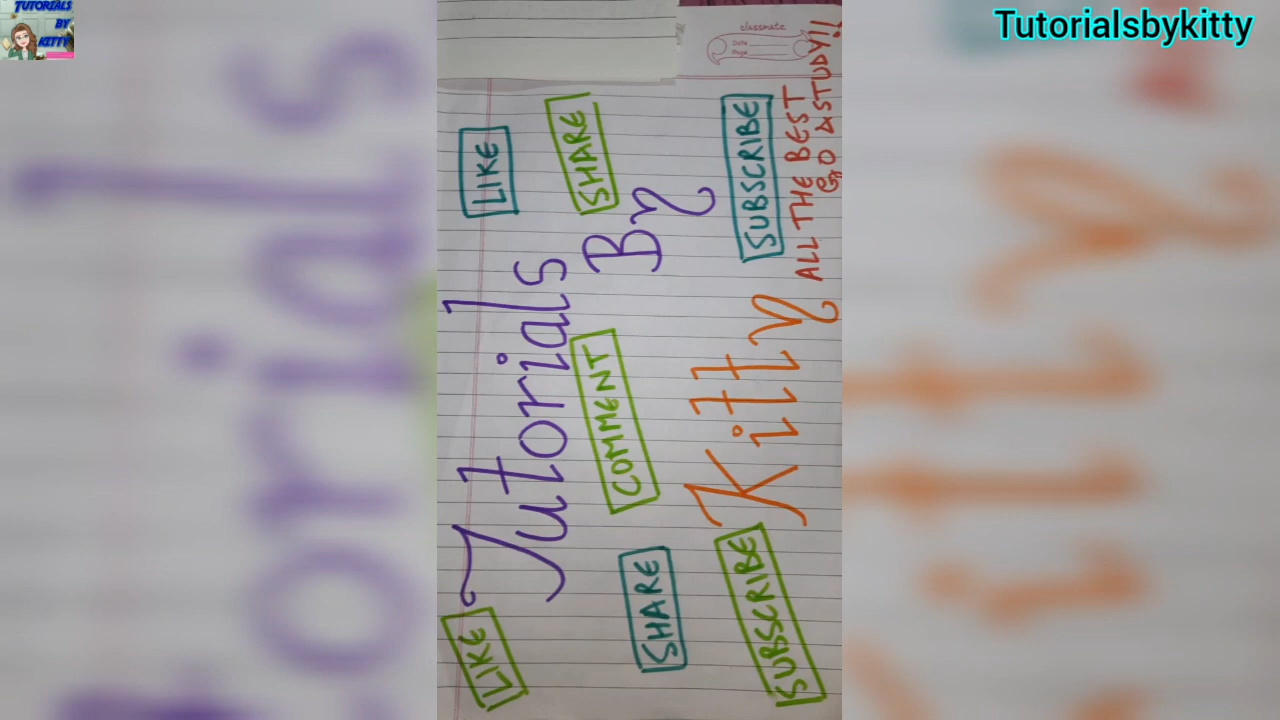 TUTORIALS
BY
KITTY
Tutorialsbykitty
classmate
Date
Page
LIKE
Tutorials
LIKE
SHARE
COMMENT
By
SHARE
SUBSCRIBE
Kitty
SUBSCRIBE
ALL THE BEST
GO & STUDY!!